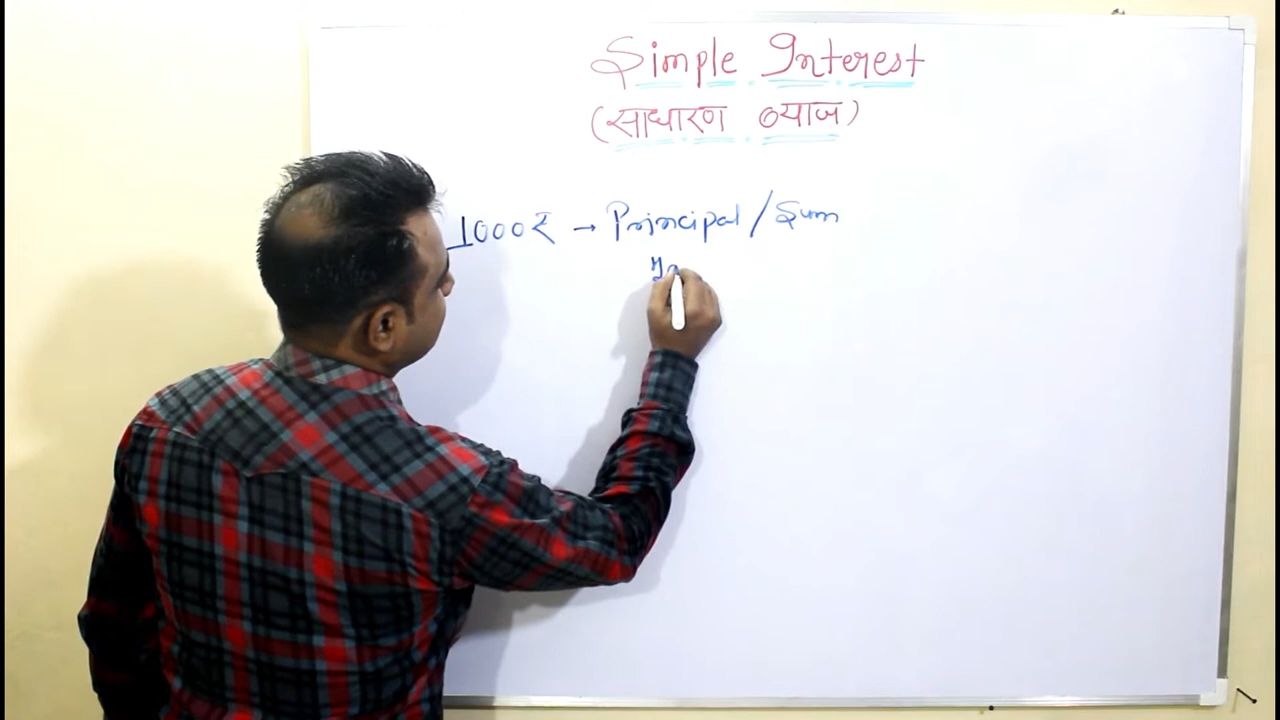 Simple Interest
(साधारण ब्याज)
1000₹ → Principal / Sum